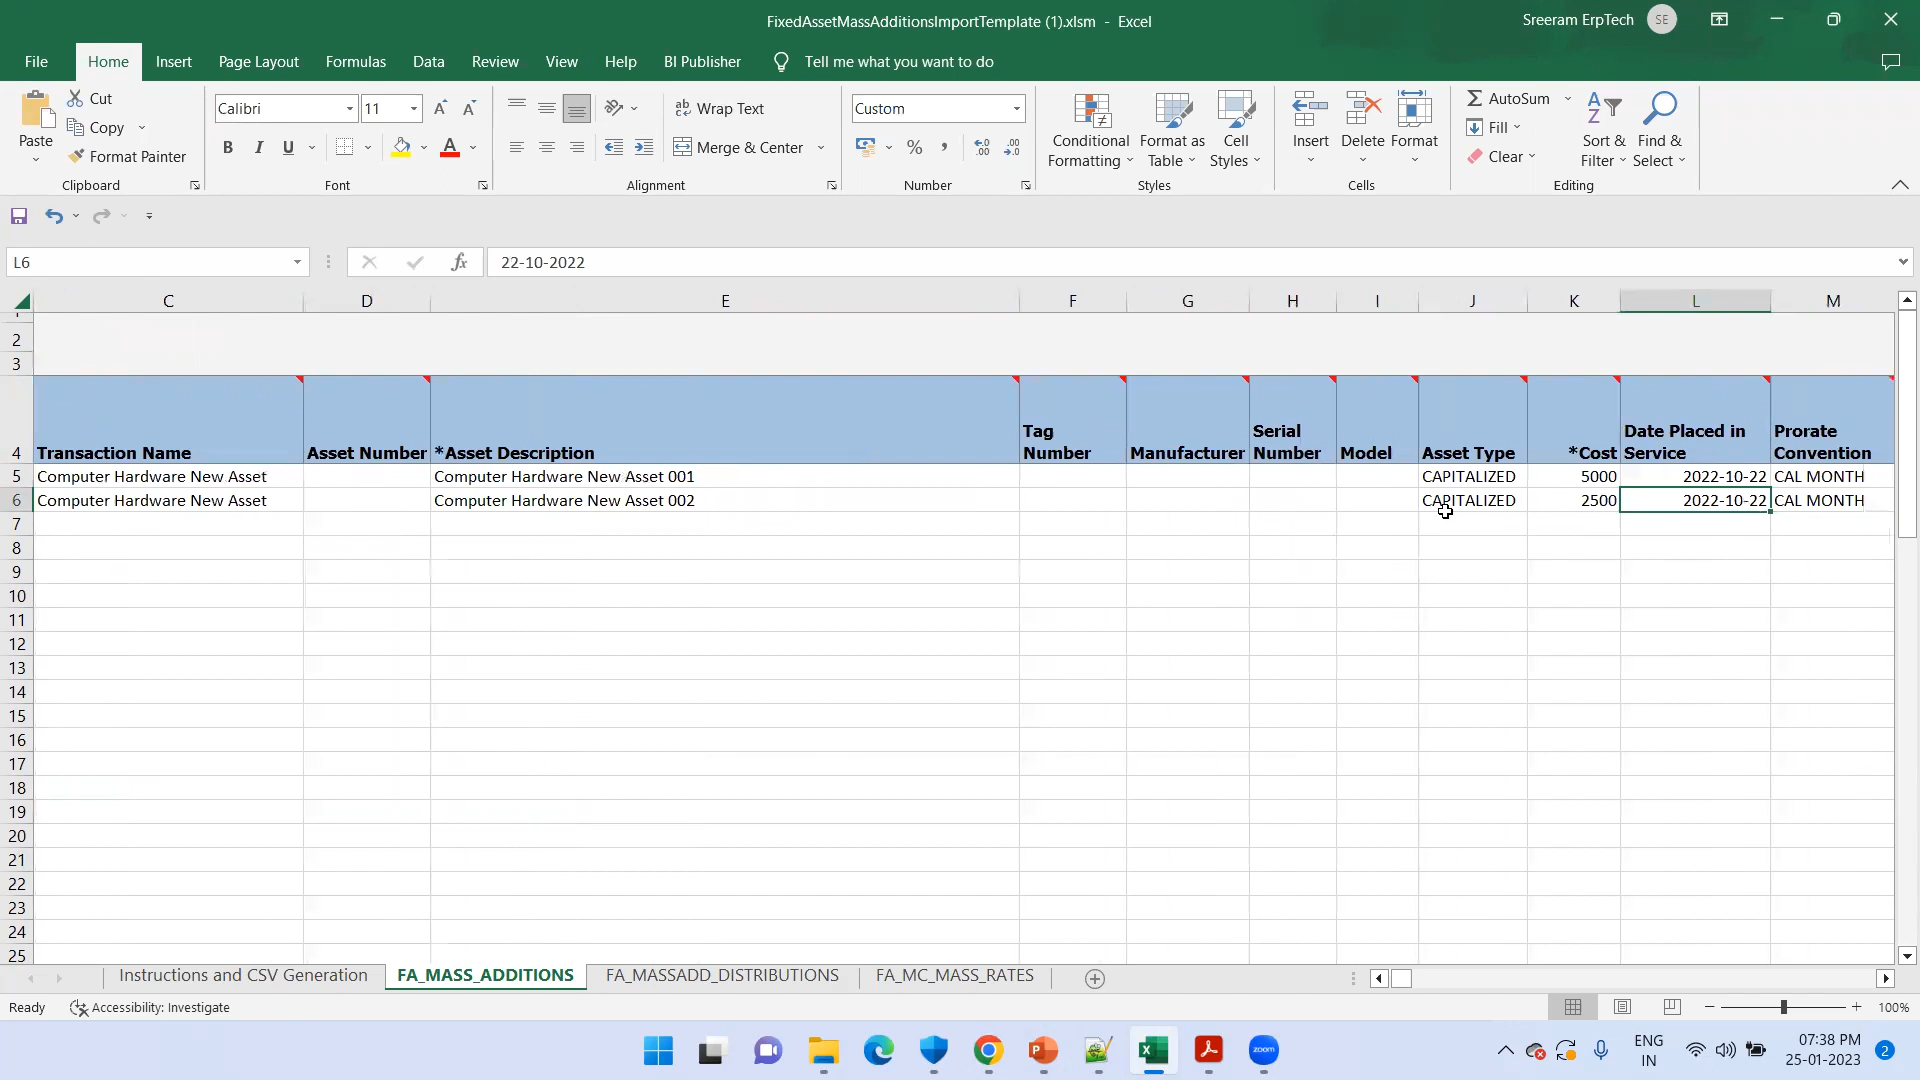 FixedAssetMassAdditionsImportTemplate (1).xlsm - Excel
Sreeram ErpTech
SE
File Home Insert Page Layout Formulas Data Review View Help BI Publisher Tell me what you want to do
Paste
Cut
Copy
Format Painter
Clipboard
Calibri 11
B I U
Font
Wrap Text
Merge & Center
Alignment
Custom
Number
Conditional Formatting
Format as Table
Cell Styles
Styles
Insert Delete Format
Cells
AutoSum
Fill
Clear
Sort & Filter
Find & Select
Editing
L6 fx 22-10-2022
C D E F G H I J K L M
2
3
4 Transaction Name Asset Number *Asset Description Tag Number Manufacturer Serial Number Model Asset Type *Cost Date Placed in Service Prorate Convention
5 Computer Hardware New Asset Computer Hardware New Asset 001 CAPITALIZED 5000 2022-10-22 CAL MONTH
6 Computer Hardware New Asset Computer Hardware New Asset 002 CAPITALIZED 2500 2022-10-22 CAL MONTH
7
8
9
10
11
12
13
14
15
16
17
18
19
20
21
22
23
24
25
Instructions and CSV Generation FA_MASS_ADDITIONS FA_MASSADD_DISTRIBUTIONS FA_MC_MASS_RATES
Ready Accessibility: Investigate 100%
zoom
ENG
IN
07:38 PM
25-01-2023
2